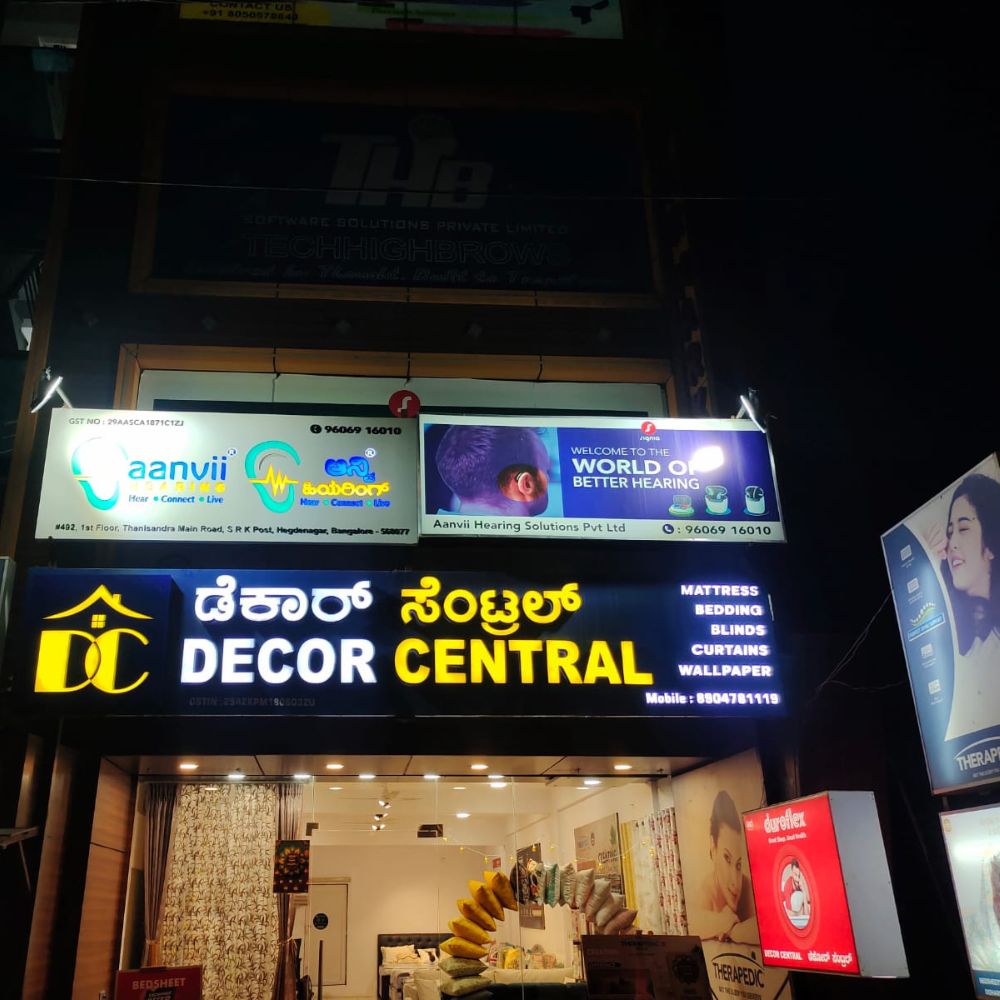 CONTACT US
+91 8050578848
THB
SOFTWARE SOLUTIONS PRIVATE LIMITED
TECHHIGHBROWS
GST NO : 29AASCA1871C1ZJ
96069 16010
aanvii®
HEARING
Hear • Connect • Live
ಆನ್ವಿ®
ಹಿಯರಿಂಗ್
Hear • Connect • Live
#492, 1st Floor, Thanisandra Main Road, S R K Post, Hegdenagar, Bangalore - 560077
signia
WELCOME TO THE
WORLD OF
BETTER HEARING
Aanvii Hearing Solutions Pvt Ltd
: 96069 16010
DC
ಡೆಕಾರ್ ಸೆಂಟ್ರಲ್
DECOR CENTRAL
MATTRESS
BEDDING
BLINDS
CURTAINS
WALLPAPER
Mobile : 8904781119
THERAPEDIC
duroflex
DECOR CENTRAL ಡೆಕೋರ್ ಸೆಂಟ್ರಲ್
THERAPEDIC
BEDSHEET